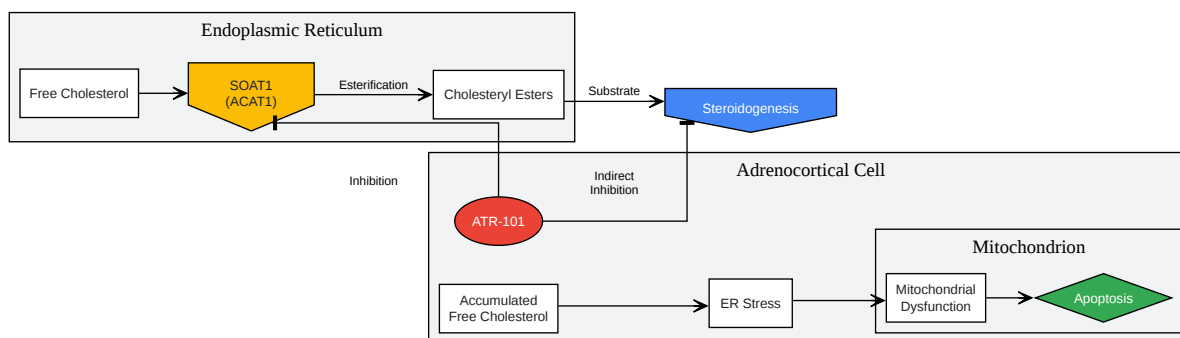 Endoplasmic Reticulum
Free Cholesterol
SOAT1
(ACAT1)
Esterification
Cholesteryl Esters
Substrate
Steroidogenesis
Adrenocortical Cell
Inhibition
Indirect
Inhibition
ATR-101
Mitochondrion
Accumulated
Free Cholesterol
ER Stress
Mitochondrial
Dysfunction
Apoptosis